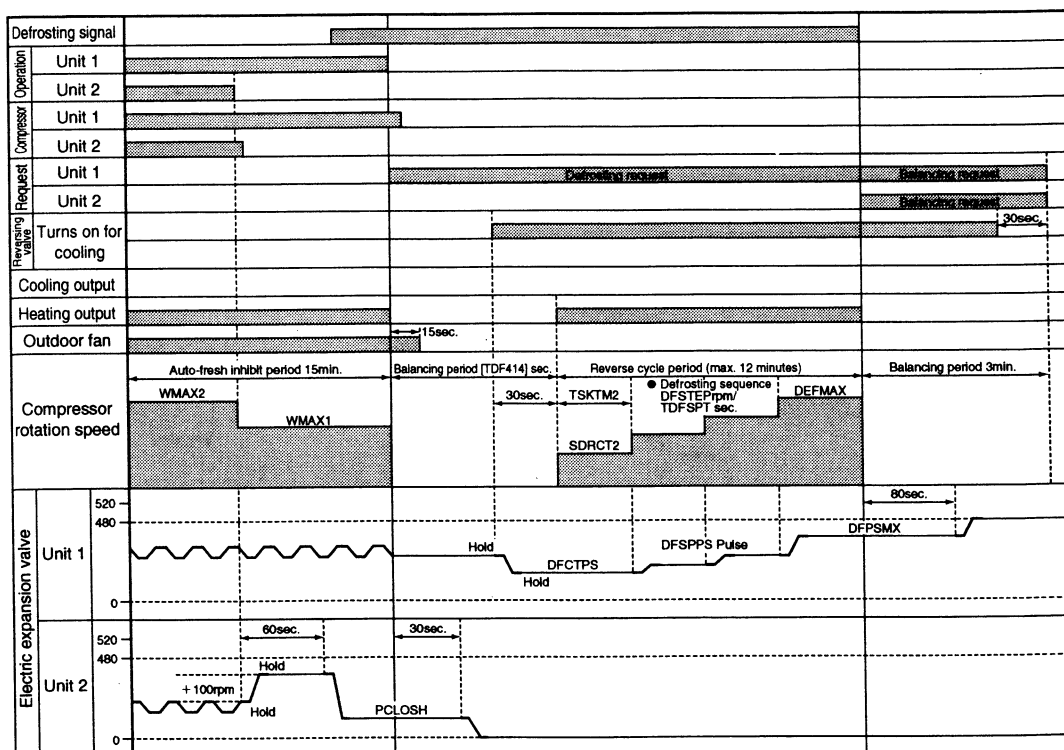 Defrosting signal
Operation
Unit 1
Unit 2
Compressor
Unit 1
Unit 2
Request
Unit 1
Defrosting request
Balancing request
Unit 2
Balancing request
Reversing valve
Turns on for cooling
30sec.
Cooling output
Heating output
Outdoor fan
15sec.
Compressor rotation speed
Auto-fresh inhibit period 15min.
Balancing period [TDF414] sec.
Reverse cycle period (max. 12 minutes)
Balancing period 3min.
WMAX2
WMAX1
30sec.
TSKTM2
● Defrosting sequence
DFSTEPrpm/
TDFSPT sec.
DEFMAX
SDRCT2
Electric expansion valve
Unit 1
520
480
0
Hold
DFCTPS
Hold
DFSPPS Pulse
DFPSMX
80sec.
Unit 2
520
480
0
60sec.
30sec.
Hold
+100rpm
Hold
PCLOSH